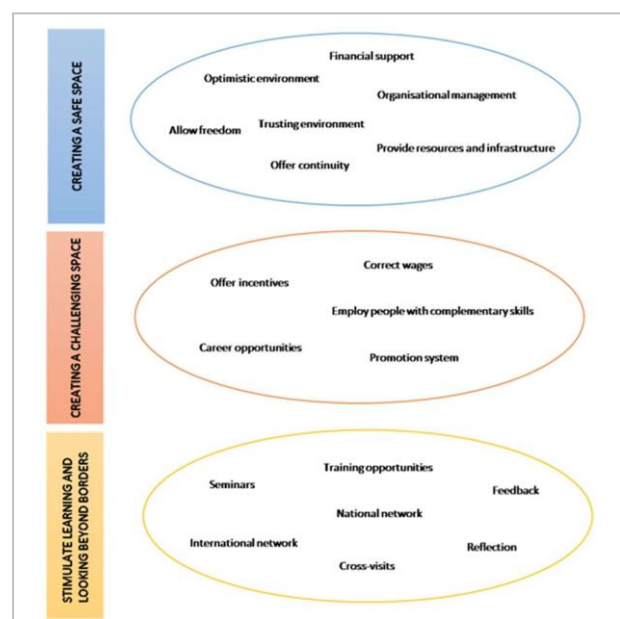 CREATING A SAFE SPACE
Financial support
Optimistic environment
Organisational management
Allow freedom
Trusting environment
Provide resources and infrastructure
Offer continuity
CREATING A CHALLENGING SPACE
Correct wages
Offer incentives
Employ people with complementary skills
Career opportunities
Promotion system
STIMULATE LEARNING AND
LOOKING BEYOND BORDERS
Training opportunities
Seminars
Feedback
National network
International network
Reflection
Cross-visits